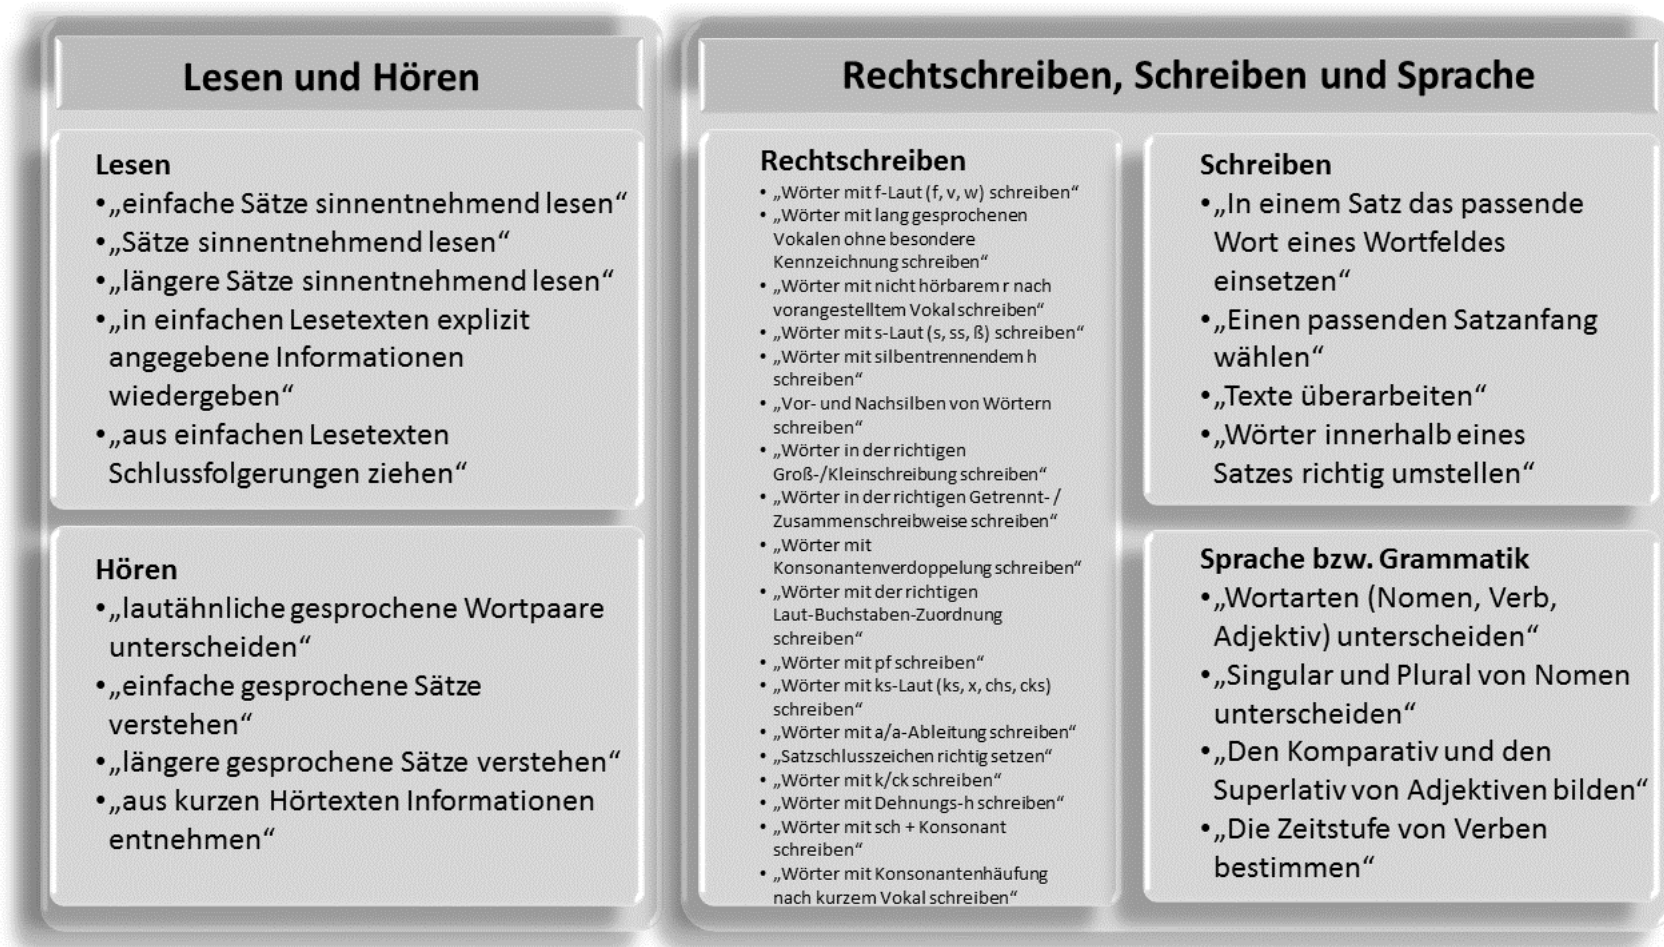 Lesen und Hören
Lesen
•„einfache Sätze sinnentnehmend lesen“
•„Sätze sinnentnehmend lesen“
•„längere Sätze sinnentnehmend lesen“
•„in einfachen Lesetexten explizit
angegebene Informationen
wiedergeben“
•„aus einfachen Lesetexten
Schlussfolgerungen ziehen“
Hören
•„lautähnliche gesprochene Wortpaare
unterscheiden“
•„einfache gesprochene Sätze
verstehen“
•„längere gesprochene Sätze verstehen“
•„aus kurzen Hörtexten Informationen
entnehmen“
Rechtschreiben, Schreiben und Sprache
Rechtschreiben
• „Wörter mit f-Laut (f, v, w) schreiben“
• „Wörter mit lang gesprochenen
Vokalen ohne besondere
Kennzeichnung schreiben“
• „Wörter mit nicht hörbarem r nach
vorangestelltem Vokal schreiben“
• „Wörter mit s-Laut (s, ss, ß) schreiben“
• „Wörter mit silbentrennendem h
schreiben“
• „Vor- und Nachsilben von Wörtern
schreiben“
• „Wörter in der richtigen
Groß-/Kleinschreibung schreiben“
• „Wörter in der richtigen Getrennt- /
Zusammenschreibweise schreiben“
• „Wörter mit
Konsonantenverdoppelung schreiben“
• „Wörter mit der richtigen
Laut-Buchstaben-Zuordnung
schreiben“
• „Wörter mit pf schreiben“
• „Wörter mit ks-Laut (ks, x, chs, cks)
schreiben“
• „Wörter mit a/a-Ableitung schreiben“
• „Satzschlusszeichen richtig setzen“
• „Wörter mit k/ck schreiben“
• „Wörter mit Dehnungs-h schreiben“
• „Wörter mit sch + Konsonant
schreiben“
• „Wörter mit Konsonantenhäufung
nach kurzem Vokal schreiben“
Schreiben
•„In einem Satz das passende
Wort eines Wortfeldes
einsetzen“
•„Einen passenden Satzanfang
wählen“
•„Texte überarbeiten“
•„Wörter innerhalb eines
Satzes richtig umstellen“
Sprache bzw. Grammatik
•„Wortarten (Nomen, Verb,
Adjektiv) unterscheiden“
•„Singular und Plural von Nomen
unterscheiden“
•„Den Komparativ und den
Superlativ von Adjektiven bilden“
•„Die Zeitstufe von Verben
bestimmen“